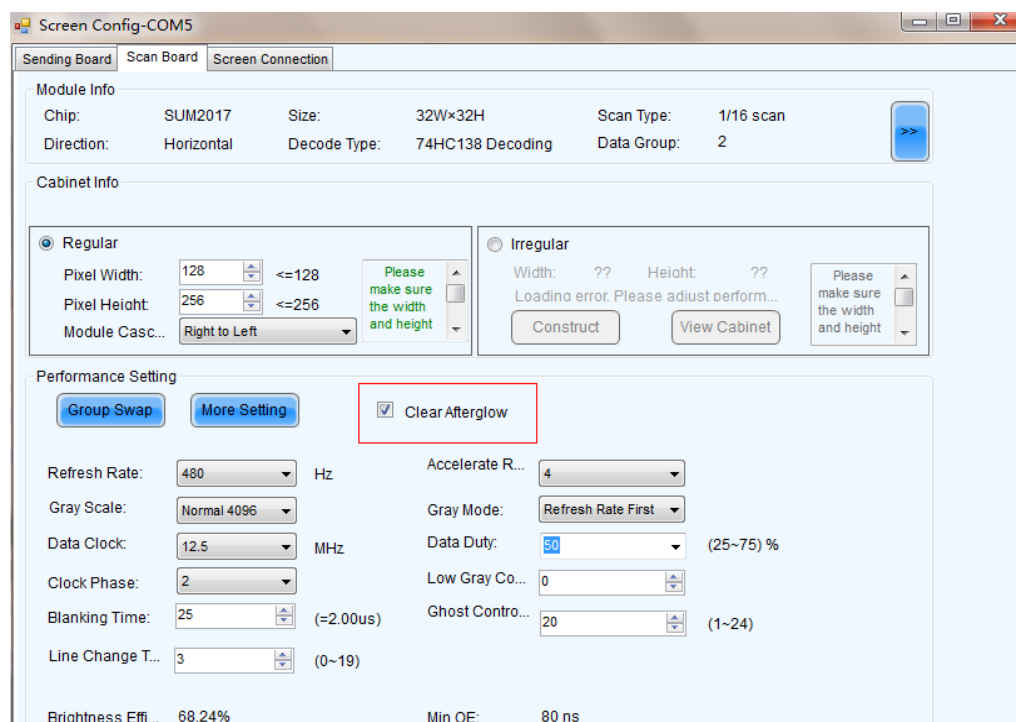 Screen Config-COM5
Sending Board Scan Board Screen Connection
Module Info
Chip: SUM2017 Size: 32W×32H Scan Type: 1/16 scan
Direction: Horizontal Decode Type: 74HC138 Decoding Data Group: 2
>>
Cabinet Info
Regular
Pixel Width: 128 <=128
Pixel Height: 256 <=256
Module Casc... Right to Left
Please
make sure
the width
and height
Irregular
Width: ?? Height: ??
Loading error. Please adjust perform...
Construct View Cabinet
Please
make sure
the width
and height
Performance Setting
Group Swap More Setting Clear Afterglow
Refresh Rate: 480 Hz Accelerate R... 4
Gray Scale: Normal 4096 Gray Mode: Refresh Rate First
Data Clock: 12.5 MHz Data Duty: 50 (25~75) %
Clock Phase: 2 Low Gray Co... 0
Blanking Time: 25 (=2.00us) Ghost Contro... 20 (1~24)
Line Change T... 3 (0~19)
Brightness Effi... 68.24% Min OE: 80 ns